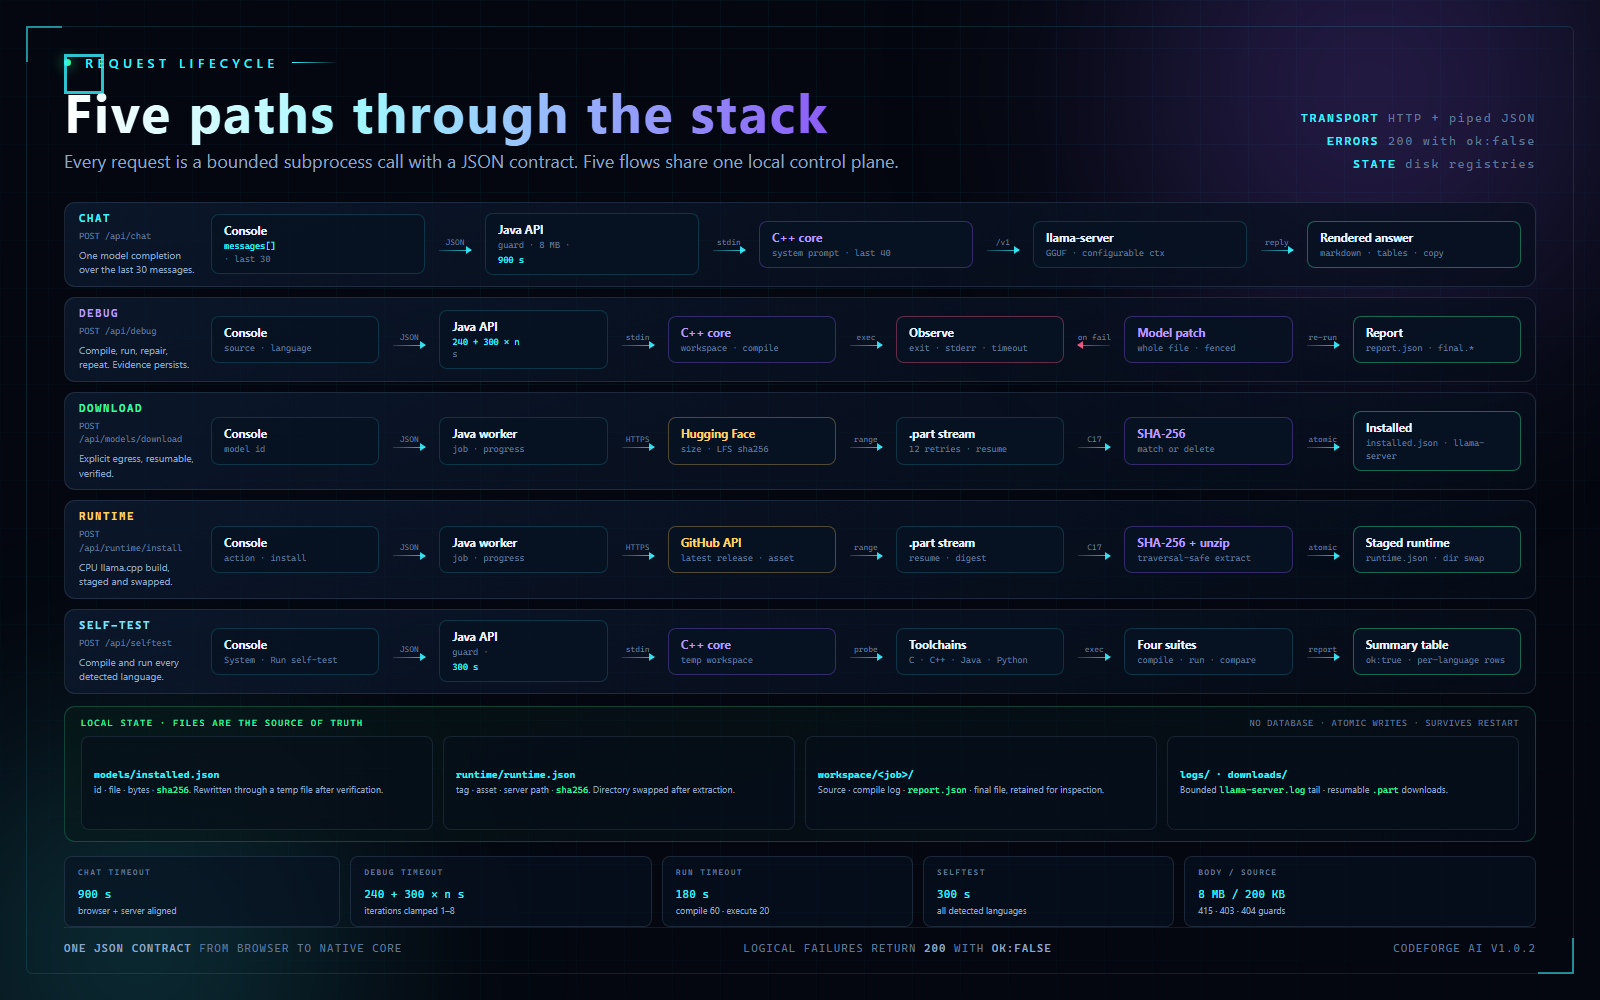 REQUEST LIFECYCLE
Five paths through the stack
Every request is a bounded subprocess call with a JSON contract. Five flows share one local control plane.
TRANSPORT HTTP + piped JSON
ERRORS 200 with ok:false
STATE disk registries
CHAT
POST /api/chat
One model completion
over the last 30 messages.
Console
messages[]
· last 30
JSON
Java API
guard · 8 MB ·
900 s
stdin
C++ core
system prompt · last 40
/v1
llama-server
GGUF · configurable ctx
reply
Rendered answer
markdown · tables · copy
DEBUG
POST /api/debug
Compile, run, repair,
repeat. Evidence persists.
Console
source · language
JSON
Java API
240 + 300 × n
s
stdin
C++ core
workspace · compile
exec
Observe
exit · stderr · timeout
on fail
Model patch
whole file · fenced
re-run
Report
report.json · final.*
DOWNLOAD
POST
/api/models/download
Explicit egress, resumable,
verified.
Console
model id
JSON
Java worker
job · progress
HTTPS
Hugging Face
size · LFS sha256
range
.part stream
12 retries · resume
C17
SHA-256
match or delete
atomic
Installed
installed.json · llama-
server
RUNTIME
POST
/api/runtime/install
CPU llama.cpp build,
staged and swapped.
Console
action · install
JSON
Java worker
job · progress
HTTPS
GitHub API
latest release · asset
range
.part stream
resume · digest
C17
SHA-256 + unzip
traversal-safe extract
atomic
Staged runtime
runtime.json · dir swap
SELF-TEST
POST /api/selftest
Compile and run every
detected language.
Console
System · Run self-test
JSON
Java API
guard ·
300 s
stdin
C++ core
temp workspace
probe
Toolchains
C · C++ · Java · Python
exec
Four suites
compile · run · compare
report
Summary table
ok:true · per-language rows
LOCAL STATE · FILES ARE THE SOURCE OF TRUTH
NO DATABASE · ATOMIC WRITES · SURVIVES RESTART
models/installed.json
id · file · bytes · sha256. Rewritten through a temp file after verification.
runtime/runtime.json
tag · asset · server path · sha256. Directory swapped after extraction.
workspace/<job>/
Source · compile log · report.json · final file, retained for inspection.
logs/ · downloads/
Bounded llama-server.log tail · resumable .part downloads.
CHAT TIMEOUT
900 s
browser + server aligned
DEBUG TIMEOUT
240 + 300 × n s
iterations clamped 1–8
RUN TIMEOUT
180 s
compile 60 · execute 20
SELFTEST
300 s
all detected languages
BODY / SOURCE
8 MB / 200 KB
415 · 403 · 404 guards
ONE JSON CONTRACT FROM BROWSER TO NATIVE CORE
LOGICAL FAILURES RETURN 200 WITH OK:FALSE
CODEFORGE AI V1.0.2